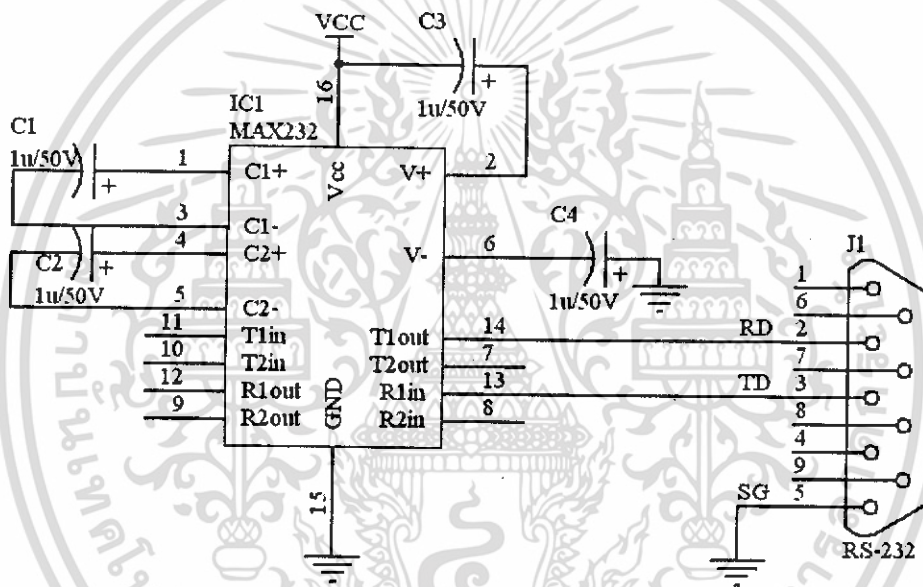 VCC
C3
1u/50V
+
16
IC1
MAX232
C1
1u/50V
+
1
C1+
Vcc
V+
2
3
C1-
4
C2+
C2
+
1u/50V
5
C2-
V-
6
C4
+
1u/50V
11
T1in
T1out
14
RD
10
T2in
T2out
7
12
R1out
R1in
13
TD
9
R2out
R2in
8
GND
15
J1
1
6
2
7
3
8
4
9
5
SG
RS-232